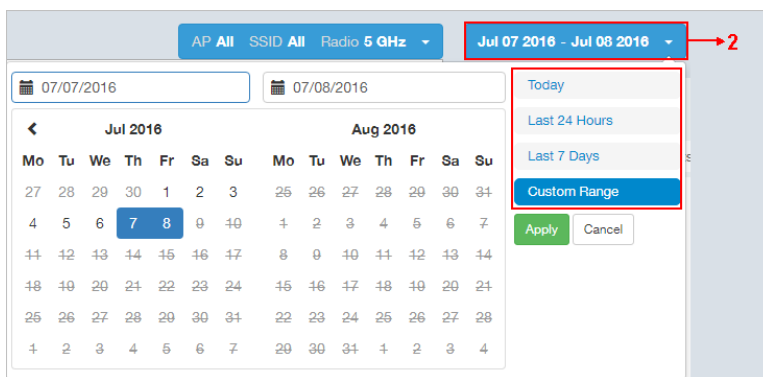 AP All SSID All Radio 5 GHz
Jul 07 2016 - Jul 08 2016
2
07/07/2016
07/08/2016
Jul 2016
Mo Tu We Th Fr Sa Su
27 28 29 30 1 2 3
4 5 6 7 8 9 10
11 12 13 14 15 16 17
18 19 20 21 22 23 24
25 26 27 28 29 30 31
1 2 3 4 5 6 7
Aug 2016
Mo Tu We Th Fr Sa Su
25 26 27 28 29 30 31
1 2 3 4 5 6 7
8 9 10 11 12 13 14
15 16 17 18 19 20 21
22 23 24 25 26 27 28
29 30 31 1 2 3 4
Today
Last 24 Hours
Last 7 Days
Custom Range
Apply Cancel